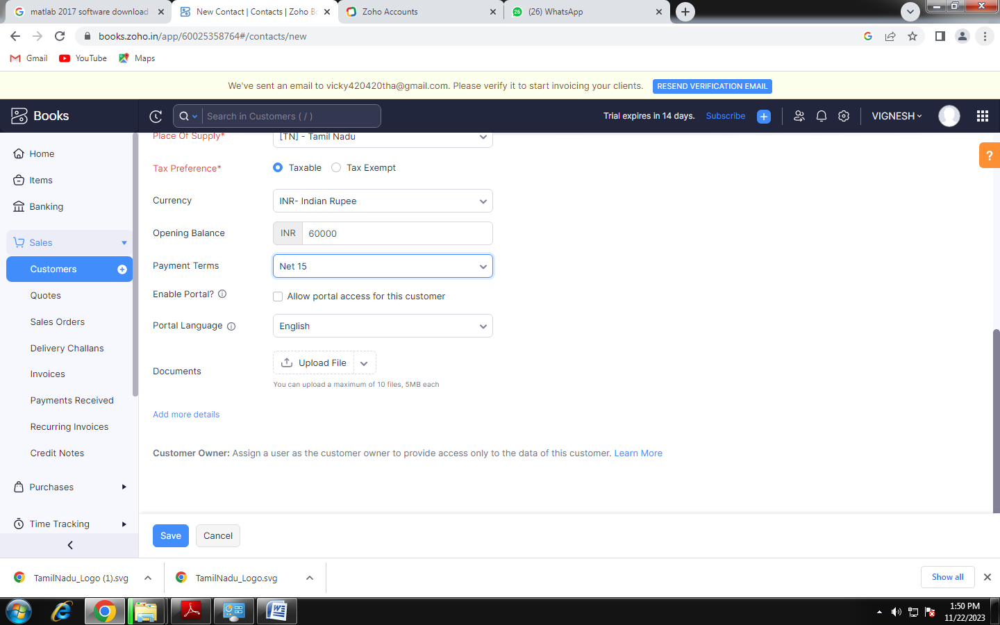 matlab 2017 software download
New Contact | Contacts | Zoho Bo
Zoho Accounts
(26) WhatsApp
books.zoho.in/app/60025358764#/contacts/new
Gmail
YouTube
Maps
We've sent an email to vicky420420tha@gmail.com. Please verify it to start invoicing your clients.
RESEND VERIFICATION EMAIL
Books
Search in Customers ( / )
Trial expires in 14 days.
Subscribe
VIGNESH
Home
Items
Banking
Sales
Customers
Quotes
Sales Orders
Delivery Challans
Invoices
Payments Received
Recurring Invoices
Credit Notes
Purchases
Time Tracking
Place Of Supply*
[TN] - Tamil Nadu
Tax Preference*
Taxable
Tax Exempt
Currency
INR- Indian Rupee
Opening Balance
INR
60000
Payment Terms
Net 15
Enable Portal?
Allow portal access for this customer
Portal Language
English
Documents
Upload File
You can upload a maximum of 10 files, 5MB each
Add more details
Customer Owner: Assign a user as the customer owner to provide access only to the data of this customer. Learn More
Save
Cancel
?
TamilNadu_Logo (1).svg
TamilNadu_Logo.svg
Show all
1:50 PM
11/22/2023